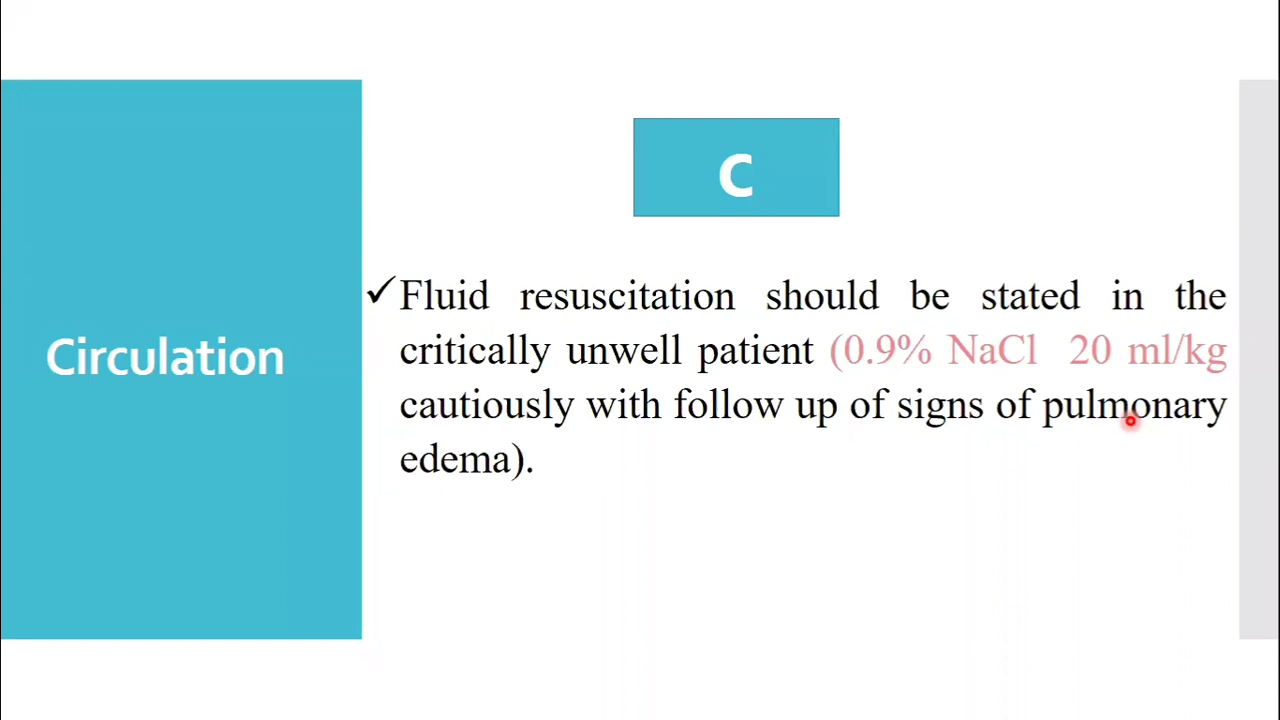 C
Circulation
✓Fluid resuscitation should be stated in the
critically unwell patient (0.9% NaCl 20 ml/kg
cautiously with follow up of signs of pulmonary
edema).